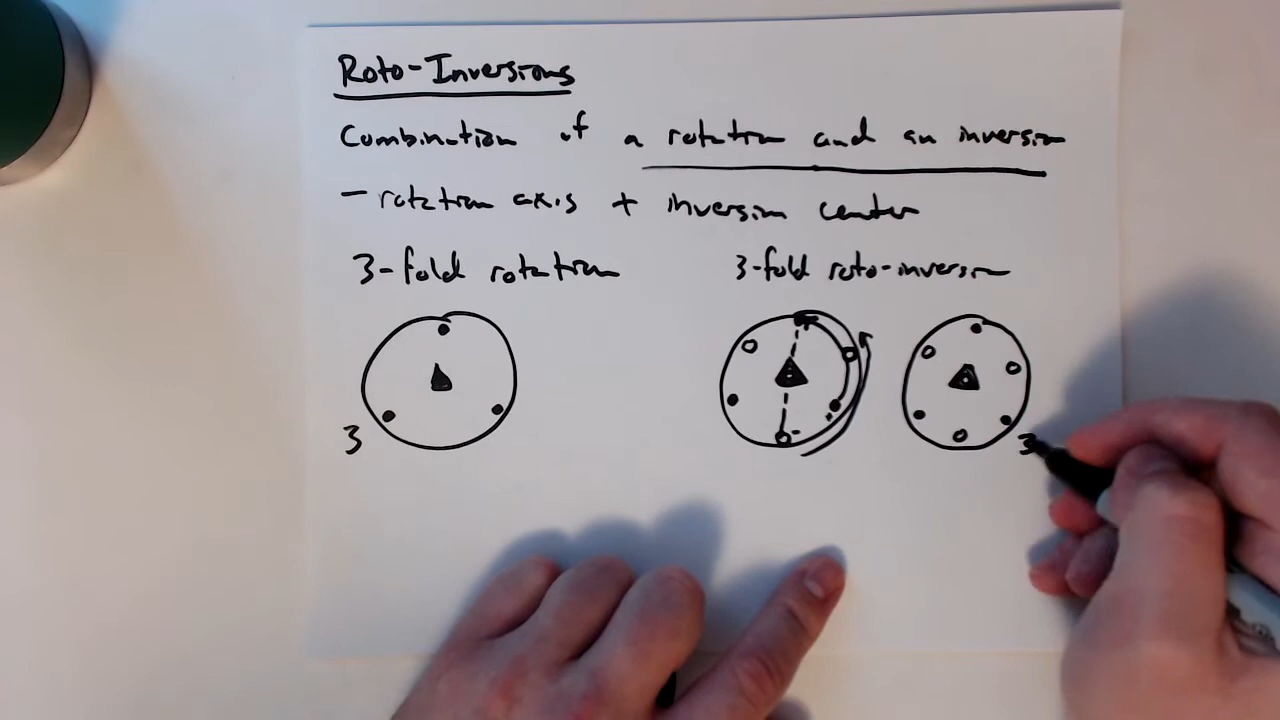 Roto-Inversions
Combination of a rotation and an inversion
- rotation axis + inversion center
3-fold rotation
3-fold roto-inversion
3
+
-
3